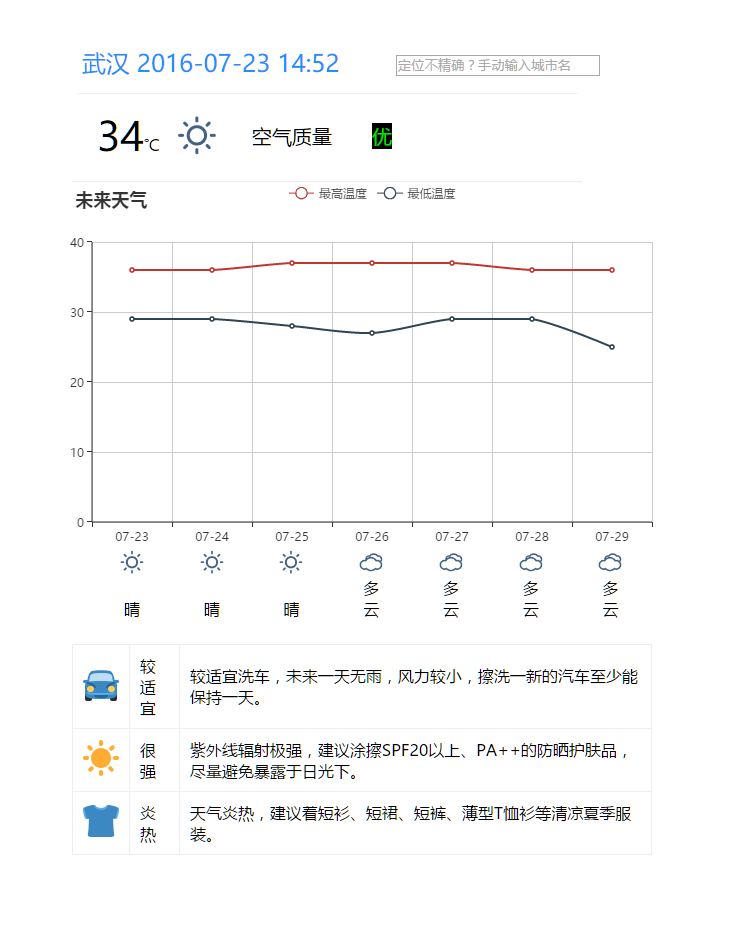 武汉 2016-07-23 14:52
定位不精确？手动输入城市名
34℃
空气质量
优
未来天气
最高温度
最低温度
40
30
20
10
0
07-23
07-24
07-25
07-26
07-27
07-28
07-29
晴
晴
晴
多
云
多
云
多
云
多
云
较
适
宜
较适宜洗车，未来一天无雨，风力较小，擦洗一新的汽车至少能
保持一天。
很
强
紫外线辐射极强，建议涂擦SPF20以上、PA++的防晒护肤品，
尽量避免暴露于日光下。
炎
热
天气炎热，建议着短衫、短裙、短裤、薄型T恤衫等清凉夏季服
装。